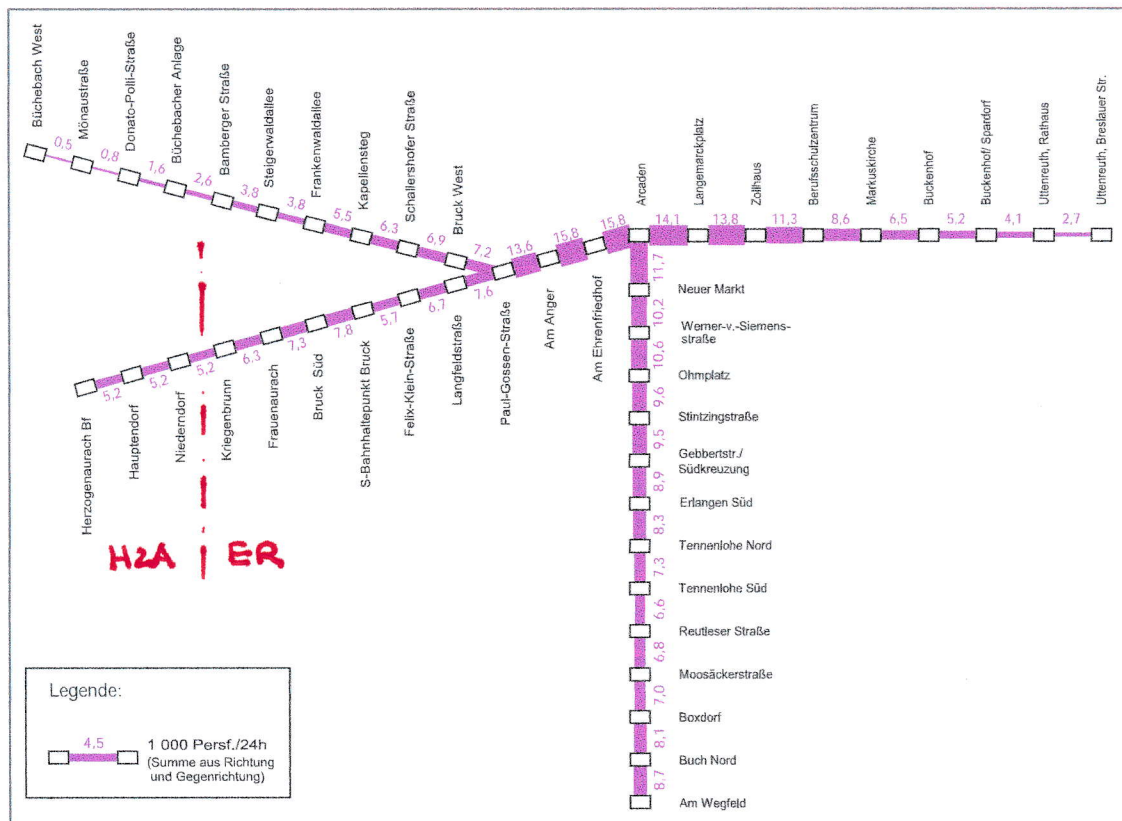 Büchebach West
Mönaustraße
Donato-Polli-Straße
Büchebacher Anlage
Bamberger Straße
Steigerwaldallee
Frankenwaldallee
Kapellensteg
Schallershofer Straße
Bruck West
Arcaden
Langemarckplatz
Zollhaus
Berufsschulzentrum
Markuskirche
Buckenhof
Buckenhof/ Spardorf
Uttenreuth, Rathaus
Uttenreuth, Breslauer Str.
0,5
0,8
1,6
2,6
3,8
3,8
5,5
6,3
6,9
7,2
13,6
15,8
15,8
14,1
13,8
11,3
8,6
6,5
5,2
4,1
2,7
5,2
5,2
5,2
6,3
7,3
7,8
5,7
6,7
7,6
Herzogenaurach Bf
Hauptendorf
Niederndorf
Kriegenbrunn
Frauenaurach
Bruck Süd
S-Bahnhaltepunkt Bruck
Felix-Klein-Straße
Langfeldstraße
Paul-Gossen-Straße
Am Anger
Am Ehrenfriedhof
11,7
Neuer Markt
10,2
Werner-v.-Siemens-
straße
10,6
Ohmplatz
9,6
Stintzingstraße
9,5
Gebbertstr./
Südkreuzung
8,9
Erlangen Süd
8,3
Tennenlohe Nord
7,3
Tennenlohe Süd
6,6
Reutleser Straße
6,8
Moosäckerstraße
7,0
Boxdorf
8,1
Buch Nord
8,7
Am Wegfeld
HZA ER
Legende:
4,5
1 000 Persf./24h
(Summe aus Richtung
und Gegenrichtung)